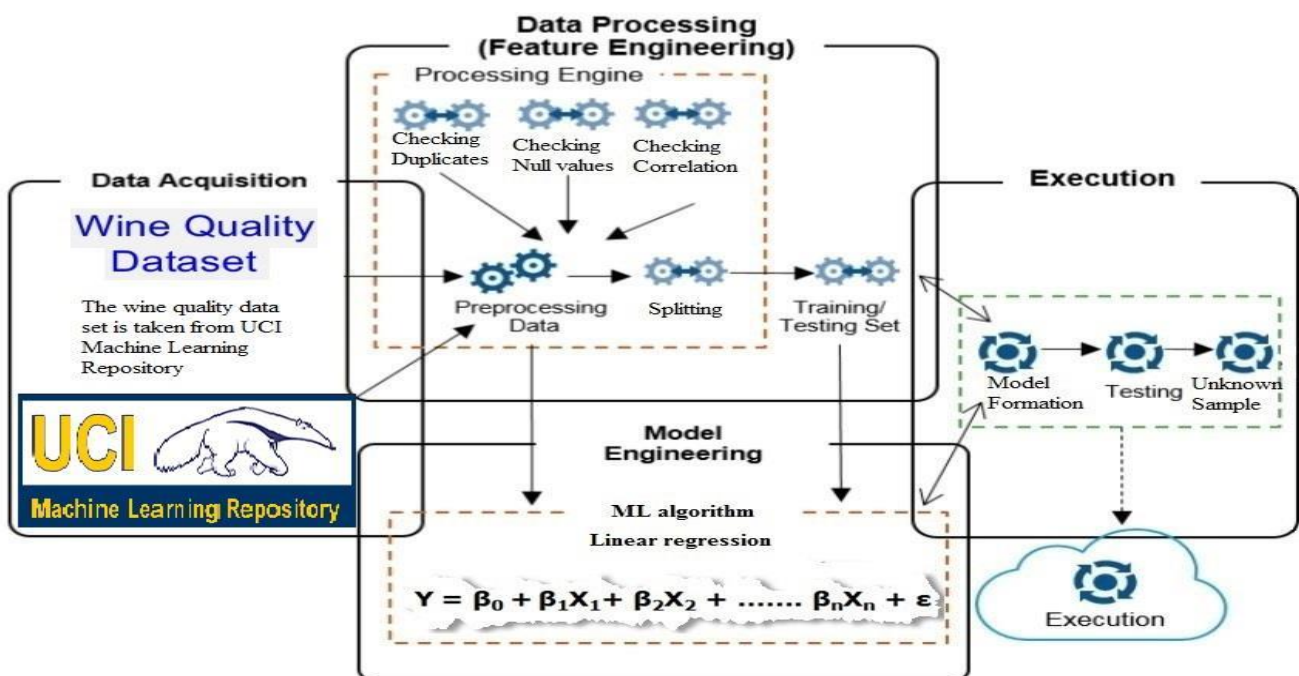 Data Processing
(Feature Engineering)
Processing Engine
Checking
Duplicates
Checking
Null values
Checking
Correlation
Data Acquisition
Wine Quality
Dataset
The wine quality data
set is taken from UCI
Machine Learning
Repository
UCI
Machine Learning Repository
Preprocessing
Data
Splitting
Training/
Testing Set
Execution
Model
Formation
Testing
Unknown
Sample
Model
Engineering
ML algorithm
Linear regression
Y = β₀ + β₁X₁+ β₂X₂ + ....... βₙXₙ + ε
Execution